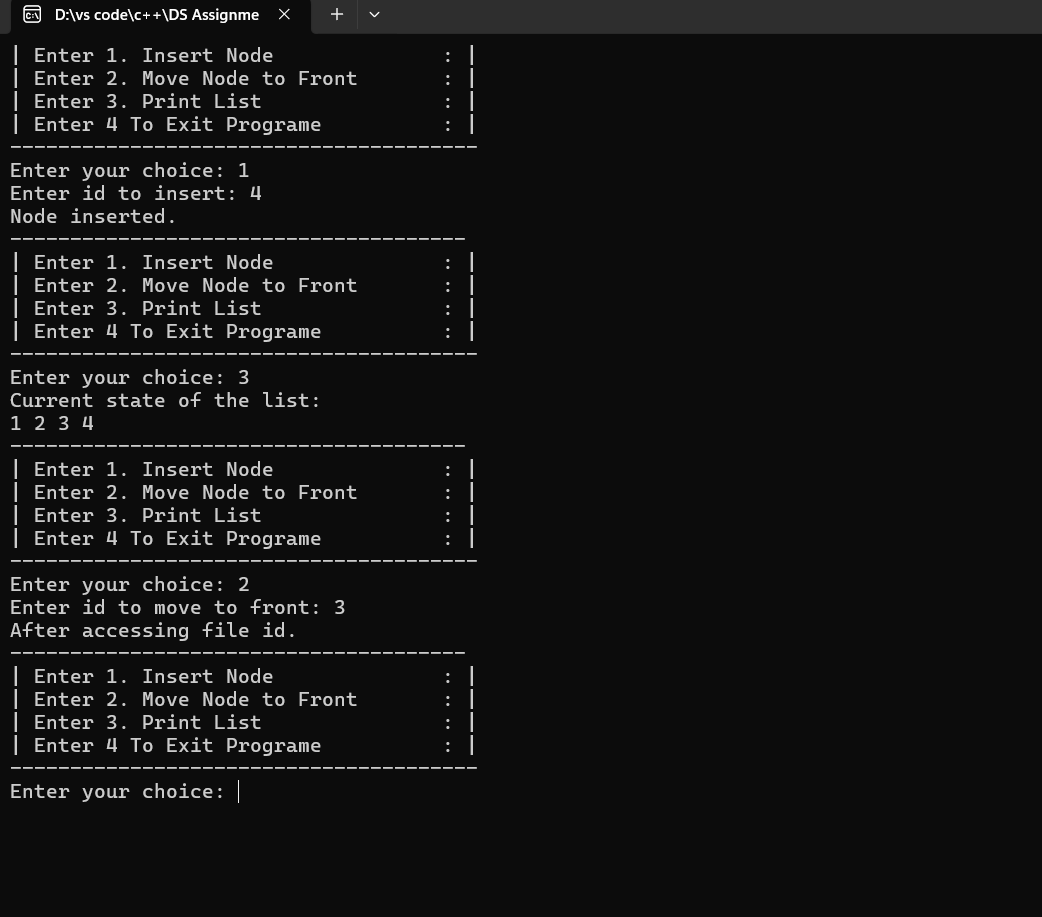 D:\vs code\c++\DS Assignme
| Enter 1. Insert Node              : |
| Enter 2. Move Node to Front       : |
| Enter 3. Print List               : |
| Enter 4 To Exit Programe          : |
---------------------------------------
Enter your choice: 1
Enter id to insert: 4
Node inserted.
--------------------------------------
| Enter 1. Insert Node              : |
| Enter 2. Move Node to Front       : |
| Enter 3. Print List               : |
| Enter 4 To Exit Programe          : |
---------------------------------------
Enter your choice: 3
Current state of the list:
1 2 3 4
--------------------------------------
| Enter 1. Insert Node              : |
| Enter 2. Move Node to Front       : |
| Enter 3. Print List               : |
| Enter 4 To Exit Programe          : |
---------------------------------------
Enter your choice: 2
Enter id to move to front: 3
After accessing file id.
--------------------------------------
| Enter 1. Insert Node              : |
| Enter 2. Move Node to Front       : |
| Enter 3. Print List               : |
| Enter 4 To Exit Programe          : |
---------------------------------------
Enter your choice: